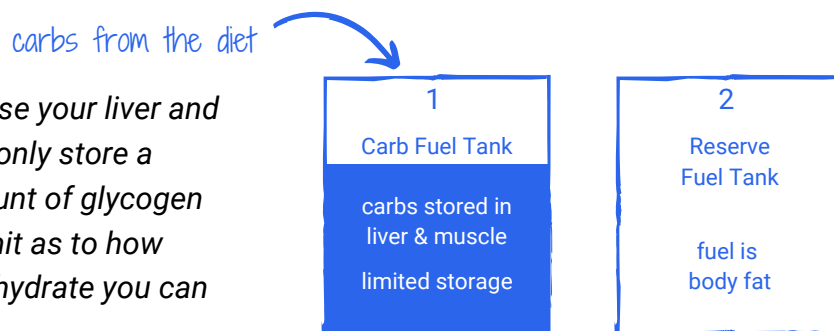 carbs from the diet
se your liver and
only store a
unt of glycogen
it as to how
hydrate you can
1
Carb Fuel Tank
carbs stored in
liver & muscle
limited storage
2
Reserve
Fuel Tank
fuel is
body fat